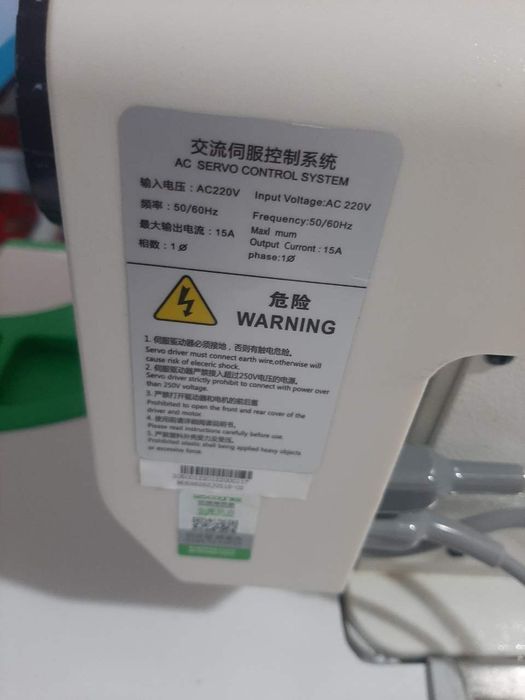 交流伺服控制系统
AC SERVO CONTROL SYSTEM
输入电压：AC220V
Input Voltage:AC 220V
频率：50/60Hz
Frequency:50/60Hz
最大输出电流：15A
Maxl mum
Output Curront:15A
相数：1Ø
phase:1Ø
危险
WARNING
1. 伺服驱动器必须接地，否则有触电危险。
Servo driver must connect earth wire,otherwise will
cause risk of eleceric shock.
2. 伺服驱动器严禁接入超过250V电压的电源。
Servo driver strictly prohibit to connect with power over
than 250V voltage.
3. 严禁打开驱动器和电机的前后盖
Prohibited to open the front and rear cover of the
driver and motor.
4. 使用前请详细阅读说明书。
Please read instructions carefully before use.
5. 严禁塑料外壳受力及受压。
Prohibited elastic shell being applied heavy objects
or excessive force.